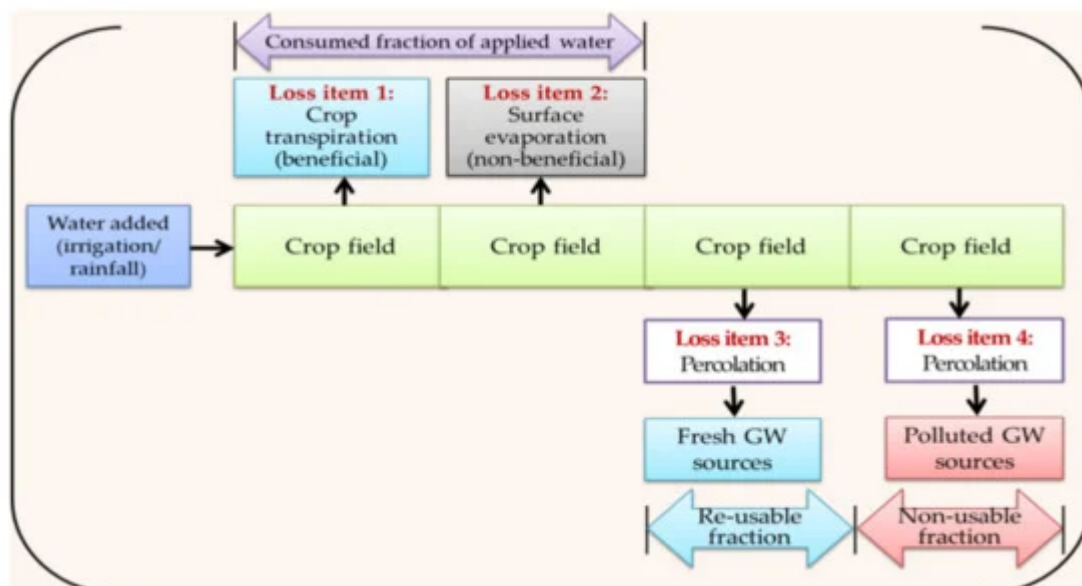 Consumed fraction of applied water
Loss item 1:
Crop
transpiration
(beneficial)
Loss item 2:
Surface
evaporation
(non-beneficial)
Water added
(irrigation/
rainfall)
Crop field
Crop field
Crop field
Crop field
Loss item 3:
Percolation
Loss item 4:
Percolation
Fresh GW
sources
Polluted GW
sources
Re-usable
fraction
Non-usable
fraction